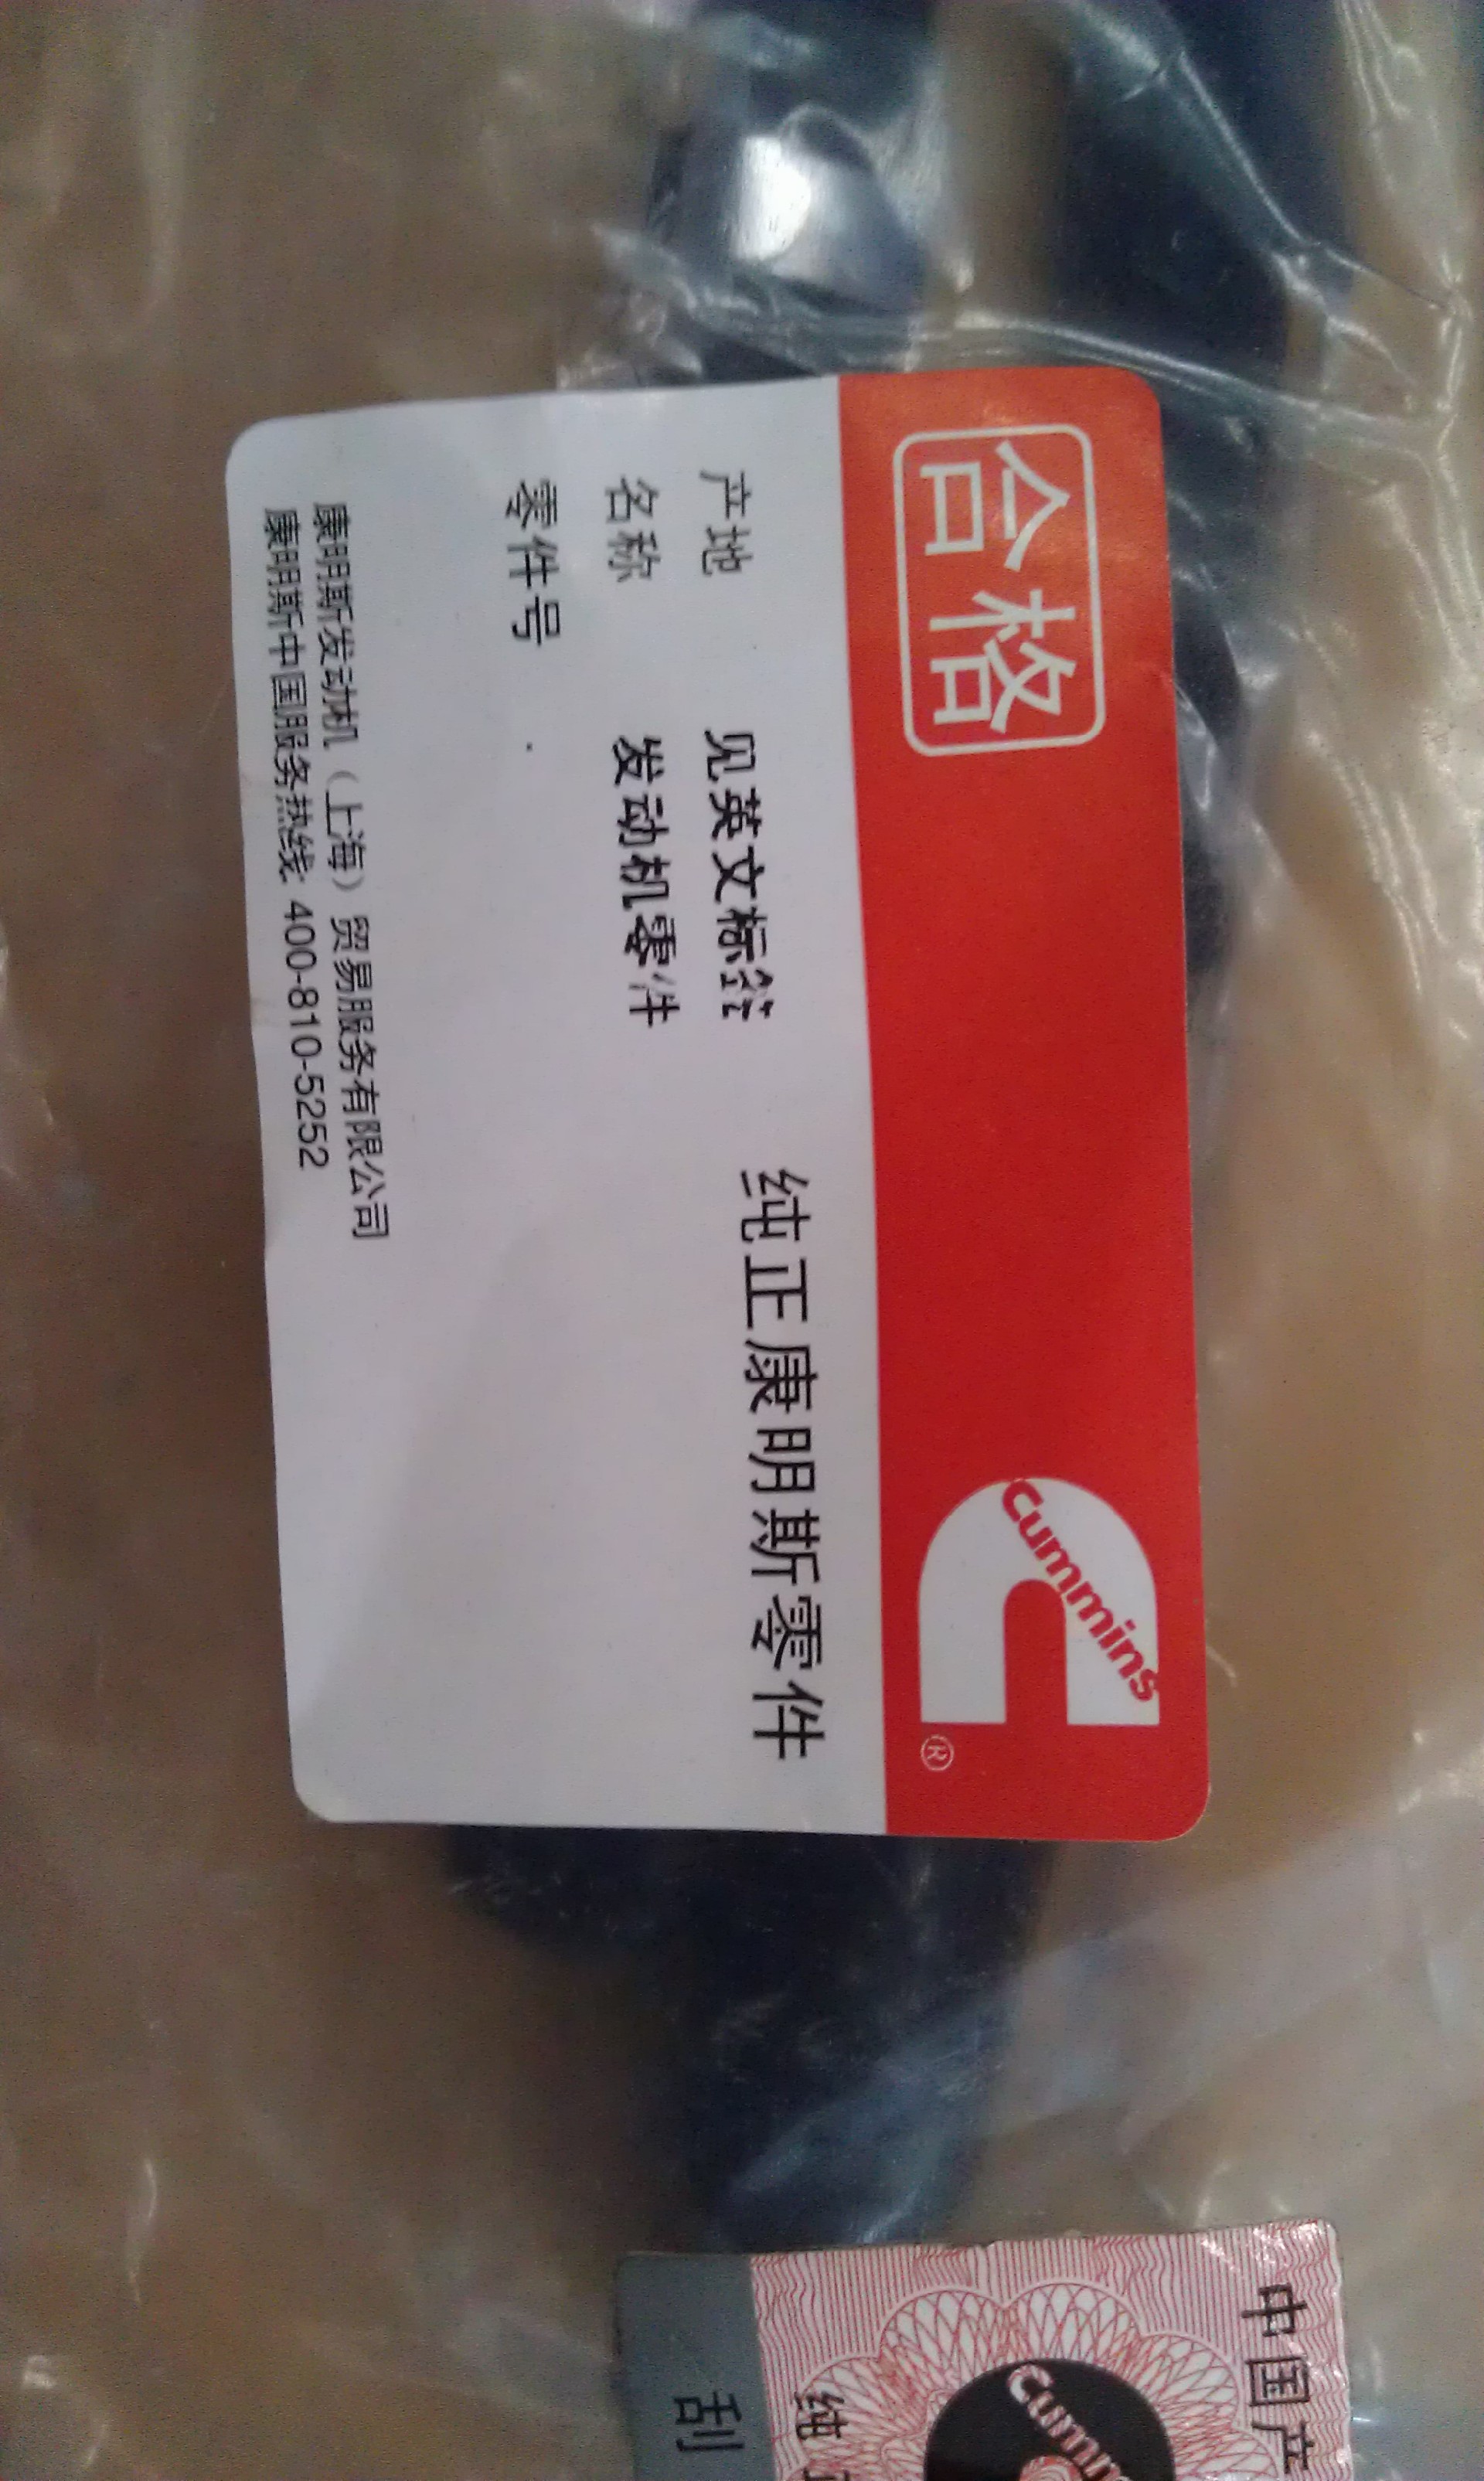 合格
cummins
®
纯正康明斯零件
产地 见英文标签
名称 发动机零件
零件号
康明斯发动机（上海）贸易服务有限公司
康明斯中国服务热线: 400-810-5252
中国产
纯
刮